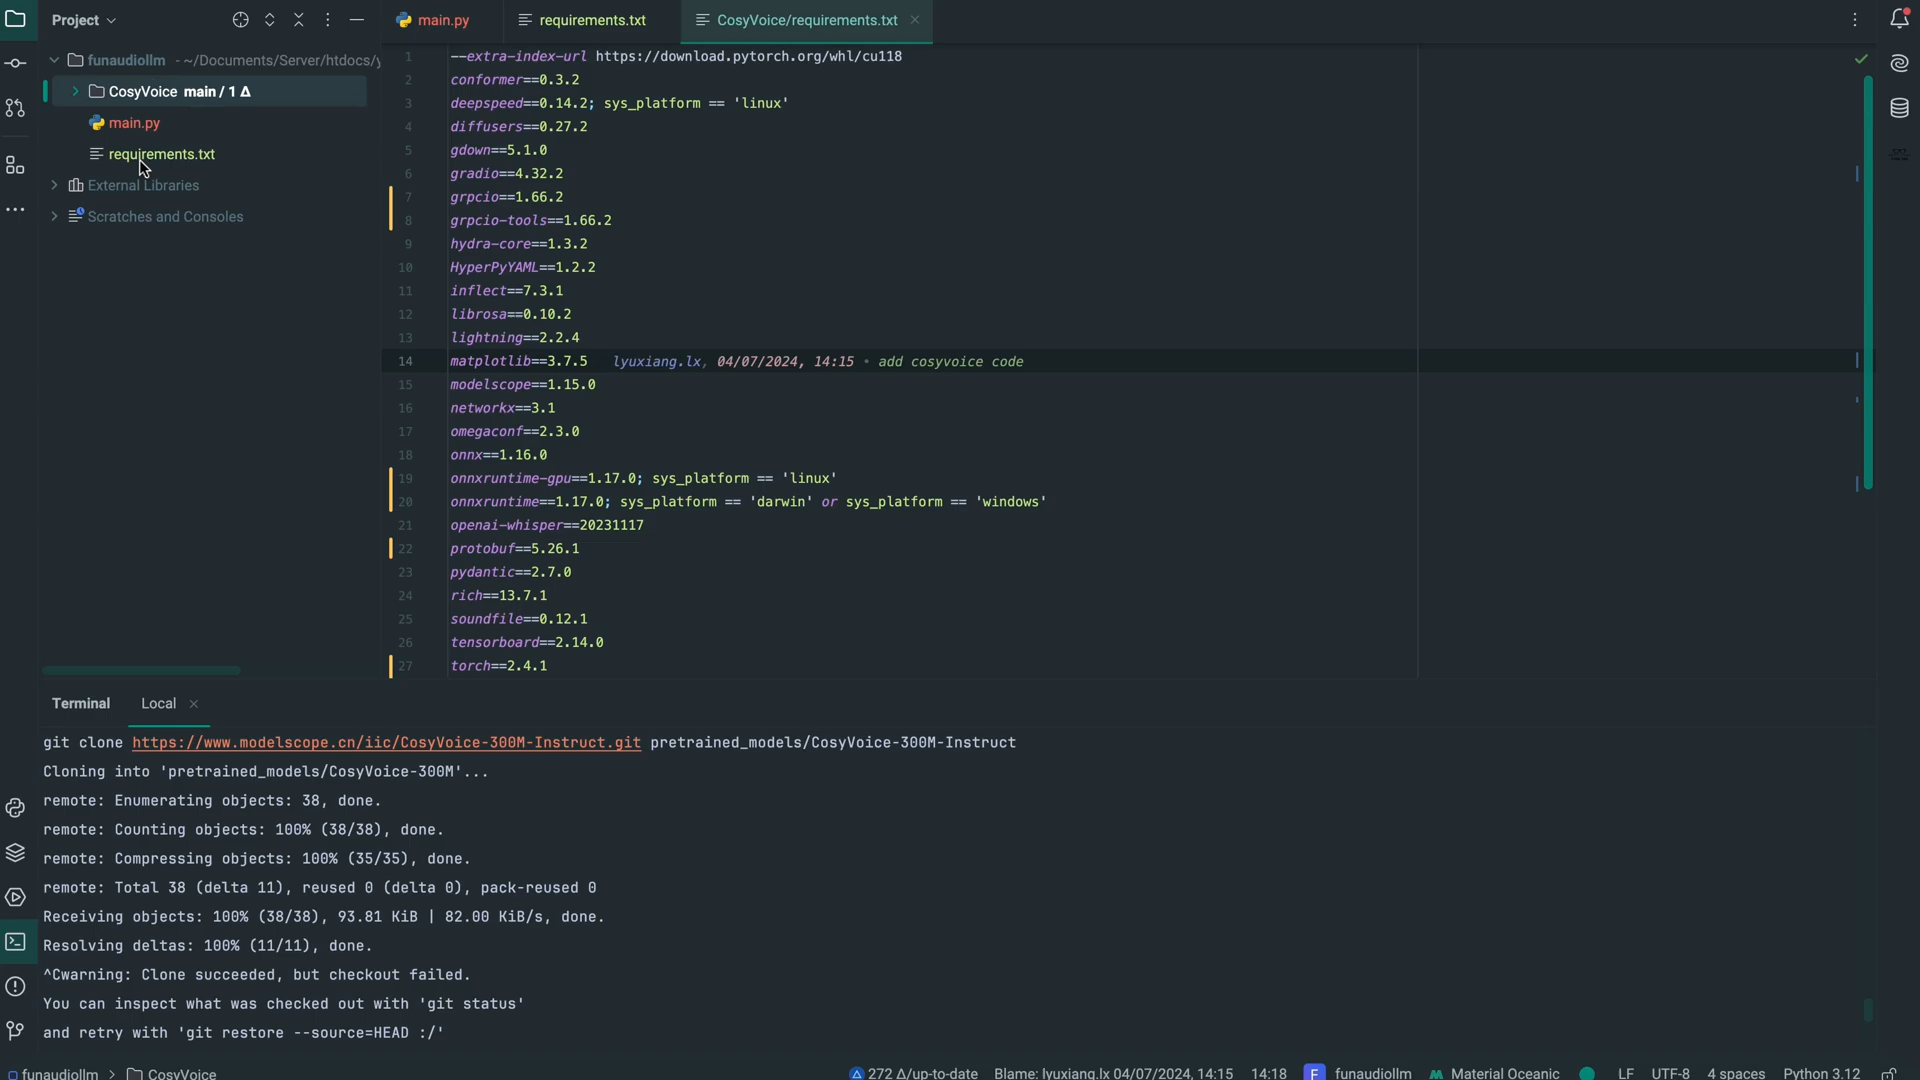 Project
main.py
requirements.txt
CosyVoice/requirements.txt
funaudiollm - ~/Documents/Server/htdocs/y
CosyVoice main / 1 Δ
main.py
requirements.txt
External Libraries
Scratches and Consoles
1 --extra-index-url https://download.pytorch.org/whl/cu118
2 conformer==0.3.2
3 deepspeed==0.14.2; sys_platform == 'linux'
4 diffusers==0.27.2
5 gdown==5.1.0
6 gradio==4.32.2
7 grpcio==1.66.2
8 grpcio-tools==1.66.2
9 hydra-core==1.3.2
10 HyperPyYAML==1.2.2
11 inflect==7.3.1
12 librosa==0.10.2
13 lightning==2.2.4
14 matplotlib==3.7.5 lyuxiang.lx, 04/07/2024, 14:15 • add cosyvoice code
15 modelscope==1.15.0
16 networkx==3.1
17 omegaconf==2.3.0
18 onnx==1.16.0
19 onnxruntime-gpu==1.17.0; sys_platform == 'linux'
20 onnxruntime==1.17.0; sys_platform == 'darwin' or sys_platform == 'windows'
21 openai-whisper==20231117
22 protobuf==5.26.1
23 pydantic==2.7.0
24 rich==13.7.1
25 soundfile==0.12.1
26 tensorboard==2.14.0
27 torch==2.4.1
Terminal Local
git clone https://www.modelscope.cn/iic/CosyVoice-300M-Instruct.git pretrained_models/CosyVoice-300M-Instruct
Cloning into 'pretrained_models/CosyVoice-300M'...
remote: Enumerating objects: 38, done.
remote: Counting objects: 100% (38/38), done.
remote: Compressing objects: 100% (35/35), done.
remote: Total 38 (delta 11), reused 0 (delta 0), pack-reused 0
Receiving objects: 100% (38/38), 93.81 KiB | 82.00 KiB/s, done.
Resolving deltas: 100% (11/11), done.
^Cwarning: Clone succeeded, but checkout failed.
You can inspect what was checked out with 'git status'
and retry with 'git restore --source=HEAD :/'
funaudiollm > CosyVoice
272 Δ/up-to-date Blame: lyuxiang.lx 04/07/2024, 14:15 14:18 F funaudiollm Material Oceanic LF UTF-8 4 spaces Python 3.12